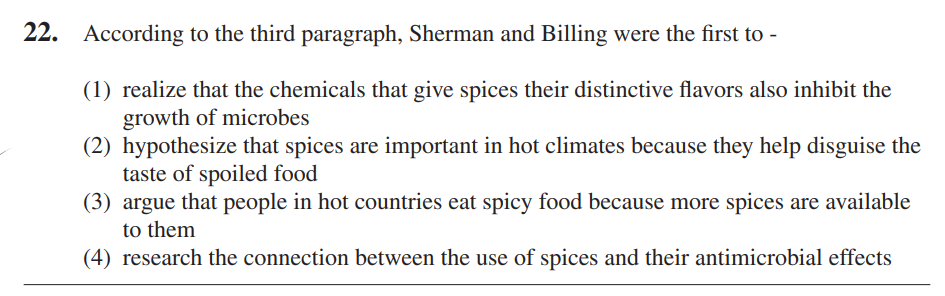 22. According to the third paragraph, Sherman and Billing were the first to -
(1) realize that the chemicals that give spices their distinctive flavors also inhibit the
growth of microbes
(2) hypothesize that spices are important in hot climates because they help disguise the
taste of spoiled food
(3) argue that people in hot countries eat spicy food because more spices are available
to them
(4) research the connection between the use of spices and their antimicrobial effects